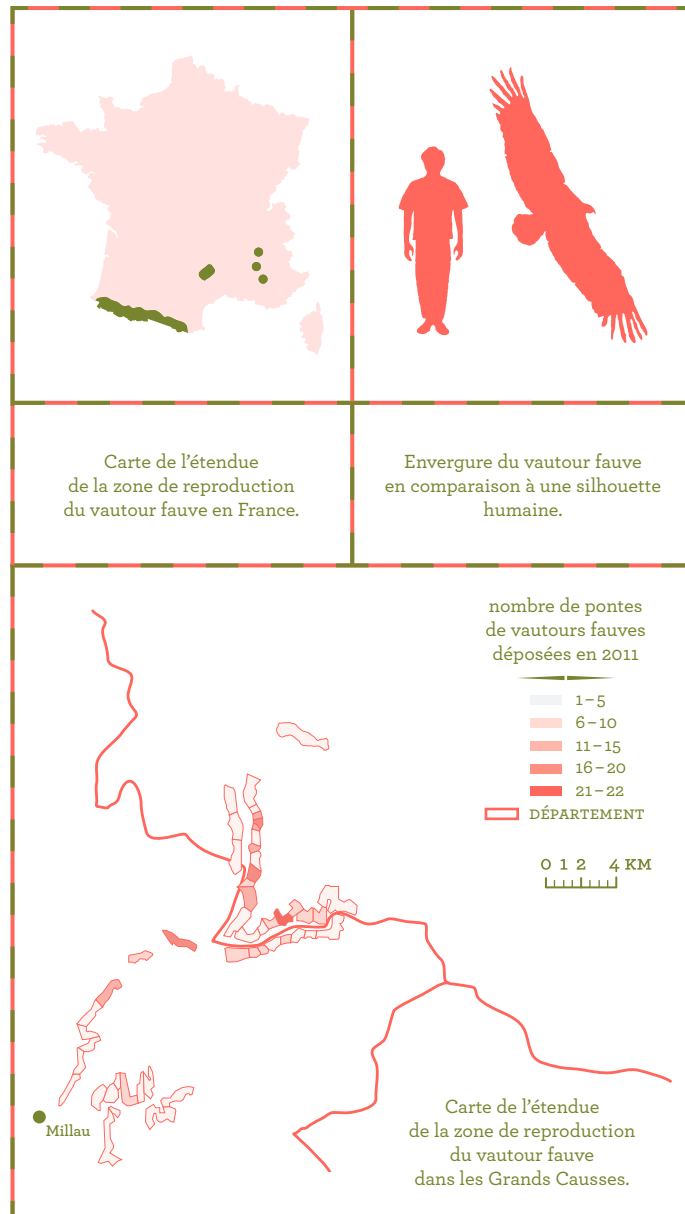 Carte de l'étendue
de la zone de reproduction
du vautour fauve en France.
Envergure du vautour fauve
en comparaison à une silhouette
humaine.
nombre de pontes
de vautours fauves
déposées en 2011
1–5
6–10
11–15
16–20
21–22
DÉPARTEMENT
0 1 2 4 KM
Millau
Carte de l'étendue
de la zone de reproduction
du vautour fauve
dans les Grands Causses.